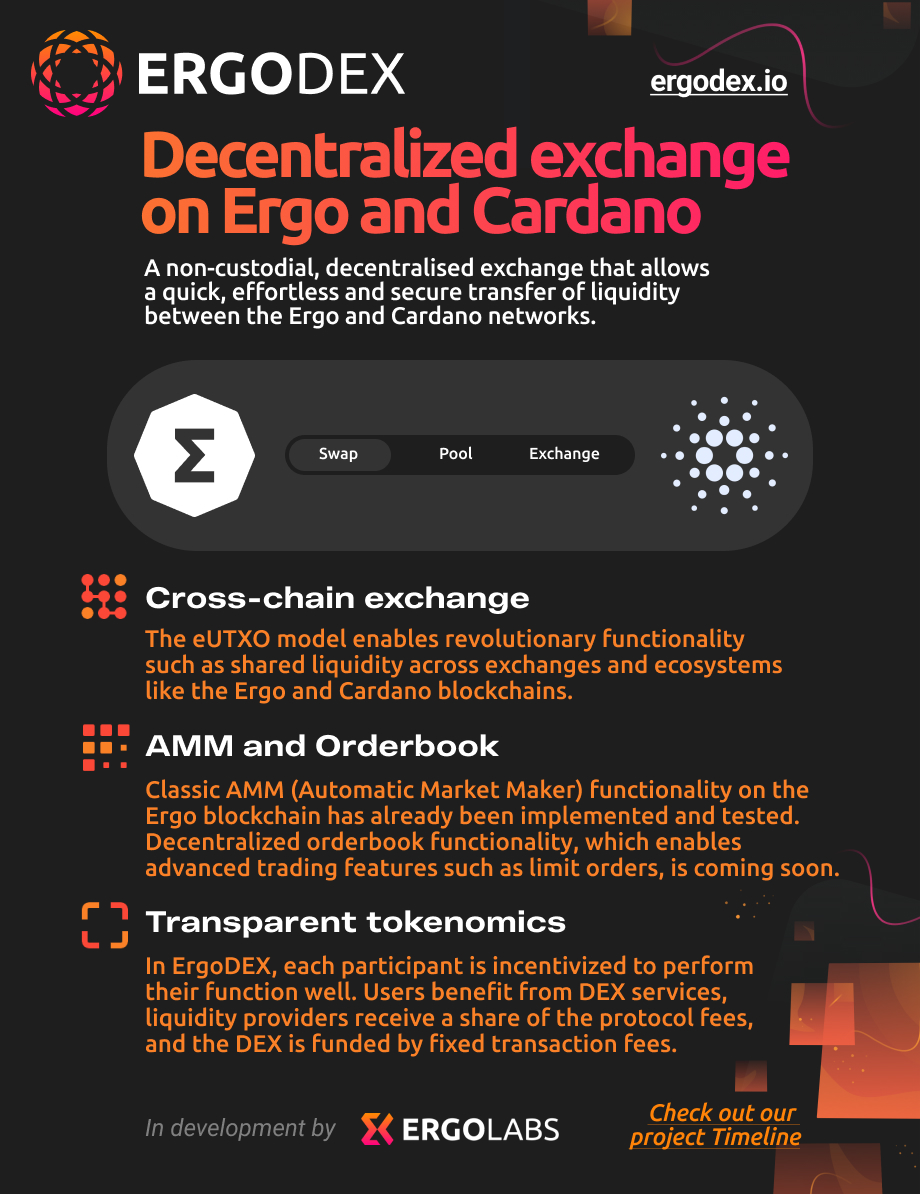 ERGODEX
ergodex.io
Decentralized exchange
on Ergo and Cardano
A non-custodial, decentralised exchange that allows
a quick, effortless and secure transfer of liquidity
between the Ergo and Cardano networks.
Σ
Swap
Pool
Exchange
Cross-chain exchange
The eUTXO model enables revolutionary functionality
such as shared liquidity across exchanges and ecosystems
like the Ergo and Cardano blockchains.
AMM and Orderbook
Classic AMM (Automatic Market Maker) functionality on the
Ergo blockchain has already been implemented and tested.
Decentralized orderbook functionality, which enables
advanced trading features such as limit orders, is coming soon.
Transparent tokenomics
In ErgoDEX, each participant is incentivized to perform
their function well. Users benefit from DEX services,
liquidity providers receive a share of the protocol fees,
and the DEX is funded by fixed transaction fees.
In development by
ERGOLABS
Check out our
project Timeline